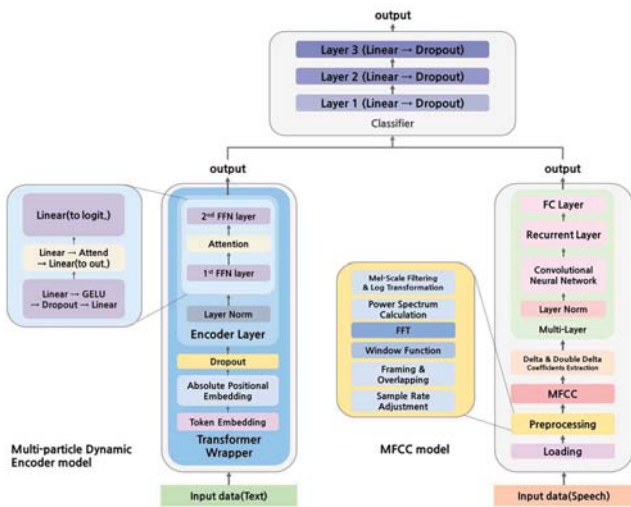 output
Layer 3 (Linear → Dropout)
Layer 2 (Linear → Dropout)
Layer 1 (Linear → Dropout)
Classifier
output
output
Linear(to logit.)
Linear → Attend
→ Linear(to out.)
Linear → GELU
→ Dropout → Linear
2nd FFN layer
Attention
1st FFN layer
Layer Norm
Encoder Layer
Dropout
Absolute Positional
Embedding
Token Embedding
Transformer
Wrapper
Multi-particle Dynamic
Encoder model
Input data(Text)
Mel-Scale Filtering
& Log Transformation
Power Spectrum
Calculation
FFT
Window Function
Framing &
Overlapping
Sample Rate
Adjustment
MFCC model
FC Layer
Recurrent Layer
Convolutional
Neural Network
Layer Norm
Multi-Layer
Delta & Double Delta
Coefficients Extraction
MFCC
Preprocessing
Loading
Input data(Speech)